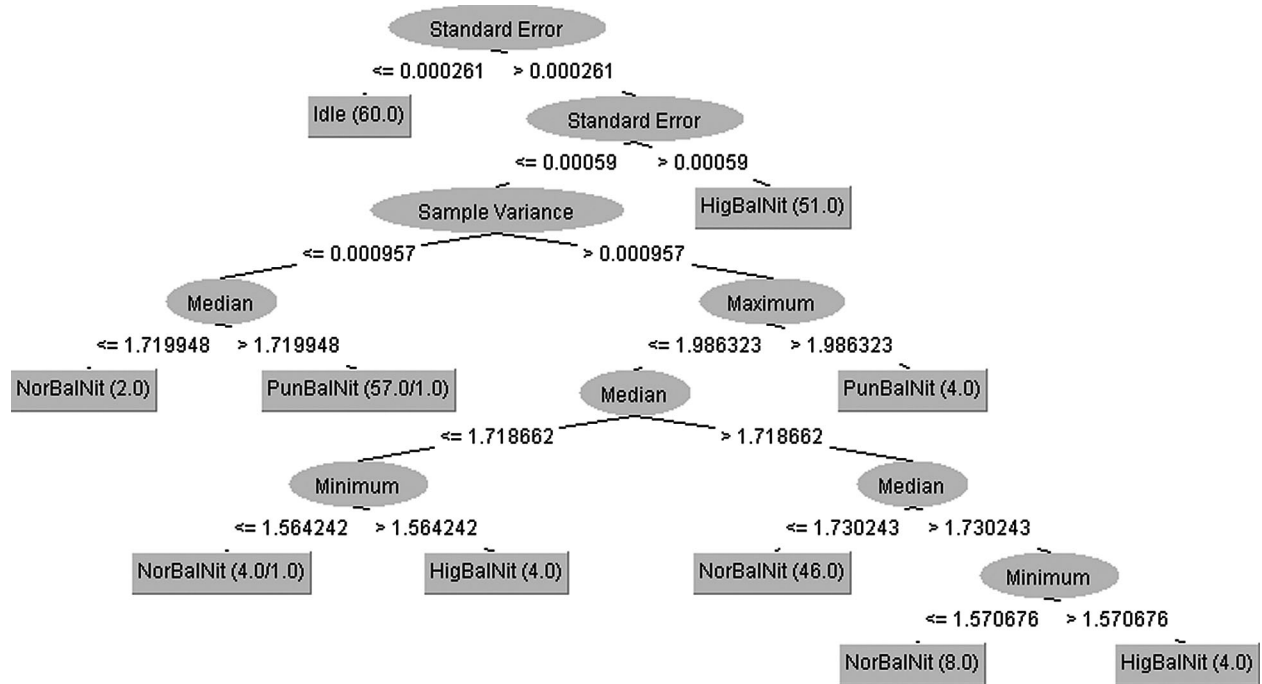 Standard Error
<= 0.000261 > 0.000261
Idle (60.0)
Standard Error
<= 0.00059 > 0.00059
Sample Variance
HigBalNit (51.0)
<= 0.000957 > 0.000957
Median
Maximum
<= 1.719948 > 1.719948
<= 1.986323 > 1.986323
NorBalNit (2.0)
PunBalNit (57.0/1.0)
Median
PunBalNit (4.0)
<= 1.718662 > 1.718662
Minimum
Median
<= 1.564242 > 1.564242
<= 1.730243 > 1.730243
NorBalNit (4.0/1.0)
HigBalNit (4.0)
NorBalNit (46.0)
Minimum
<= 1.570676 > 1.570676
NorBalNit (8.0)
HigBalNit (4.0)